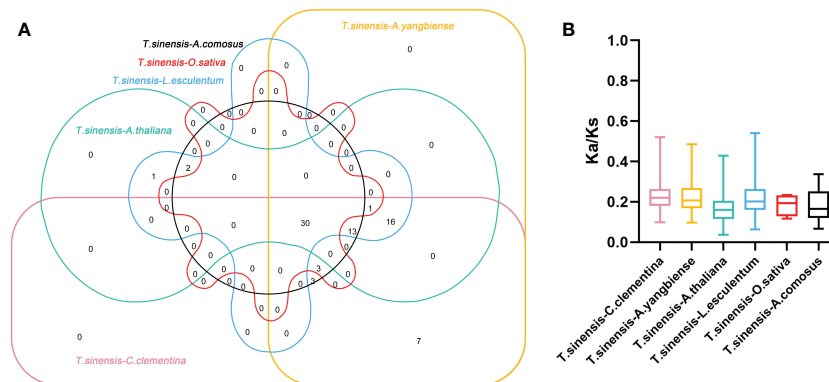 A
B
T.sinensis-A.yangbiense
T.sinensis-A.comosus
T.sinensis-O.sativa
T.sinensis-L.esculentum
T.sinensis-A.thaliana
T.sinensis-C.clementina
0
0 0
0 0
0 0 0 0 0 0
0 0 0 0
0 0 0 0
0
0 0
0
2 0
1 0 0
0 0
0 1
0 30 16
0 13
0 0
0 0
0 0 0 0 3 0
0 0 0 0 3 0 0
0 0
0 0
0 7
Ka/Ks
1.0
0.8
0.6
0.4
0.2
0.0
T.sinensis-C.clementina
T.sinensis-A.yangbiense
T.sinensis-A.thaliana
T.sinensis-L.esculentum
T.sinensis-O.sativa
T.sinensis-A.comosus